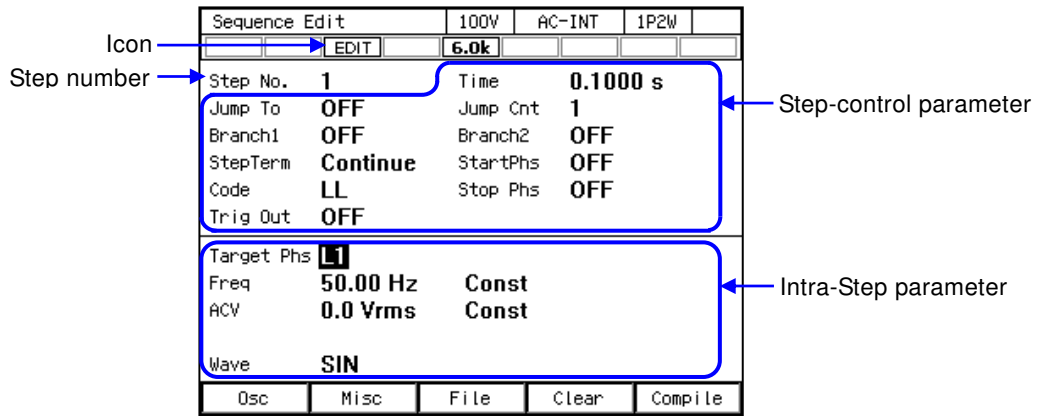 Sequence Edit 100V AC-INT 1P2W
Icon EDIT 6.0k
Step number Step No. 1 Time 0.1000 s
Jump To OFF Jump Cnt 1 Step-control parameter
Branch1 OFF Branch2 OFF
StepTerm Continue StartPhs OFF
Code LL Stop Phs OFF
Trig Out OFF
Target Phs L1
Freq 50.00 Hz Const Intra-Step parameter
ACV 0.0 Vrms Const
Wave SIN
Osc Misc File Clear Compile